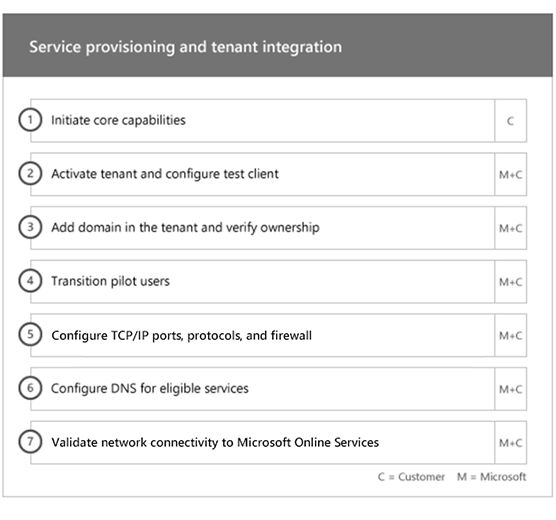 Service provisioning and tenant integration
1 Initiate core capabilities C
2 Activate tenant and configure test client M+C
3 Add domain in the tenant and verify ownership M+C
4 Transition pilot users M+C
5 Configure TCP/IP ports, protocols, and firewall M+C
6 Configure DNS for eligible services M+C
7 Validate network connectivity to Microsoft Online Services M+C
C = Customer M = Microsoft